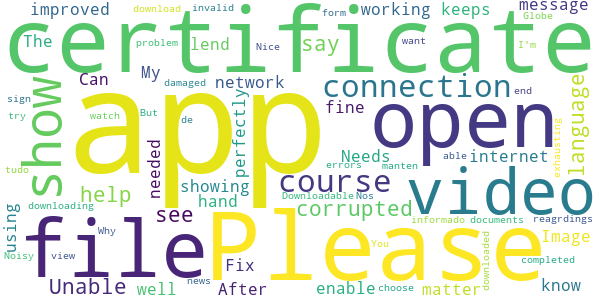 improved download invalid form working keeps message
certificate
The problem lend Nice say want I'm Globe
Can My damaged network connection
sign show app But watch de perfectly fine open end language
try needed errors Needs able internet exhausting
tudo showing Downloadable manten
help hand Nos course video
downloading using see corrupted
Noisy file Please informado documents reagrdings
Why Fix You Image
view After enable downloaded completed
Unable well news choose matter know